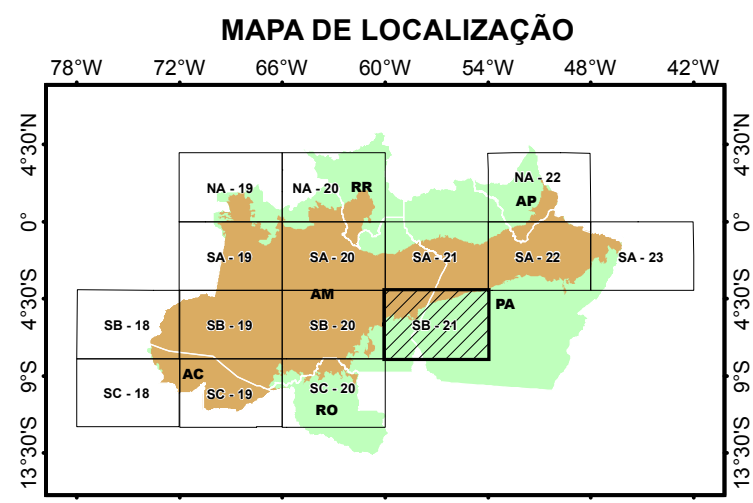 MAPA DE LOCALIZAÇÃO
78°W 72°W 66°W 60°W 54°W 48°W 42°W
4°30'N 4°30'N
NA - 19 NA - 20 RR NA - 22
AP
0° 0°
SA - 19 SA - 20 SA - 21 SA - 22 SA - 23
4°30'S AM PA 4°30'S
SB - 18 SB - 19 SB - 20 SB - 21
9°S AC 9°S
SC - 18 SC - 19 SC - 20
RO
13°30'S 13°30'S